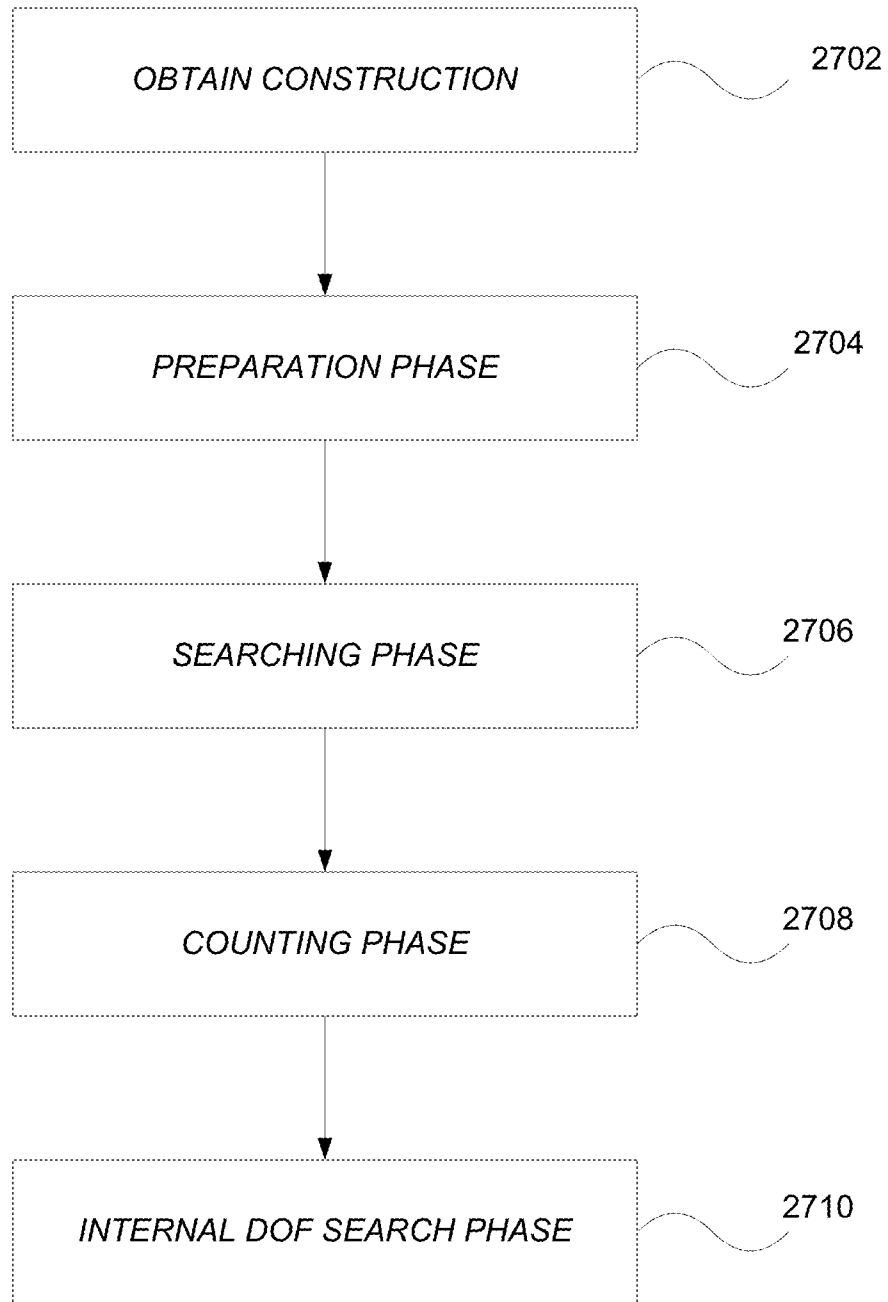 OBTAIN CONSTRUCTION
2702
PREPARATION PHASE
2704
SEARCHING PHASE
2706
COUNTING PHASE
2708
INTERNAL DOF SEARCH PHASE
2710